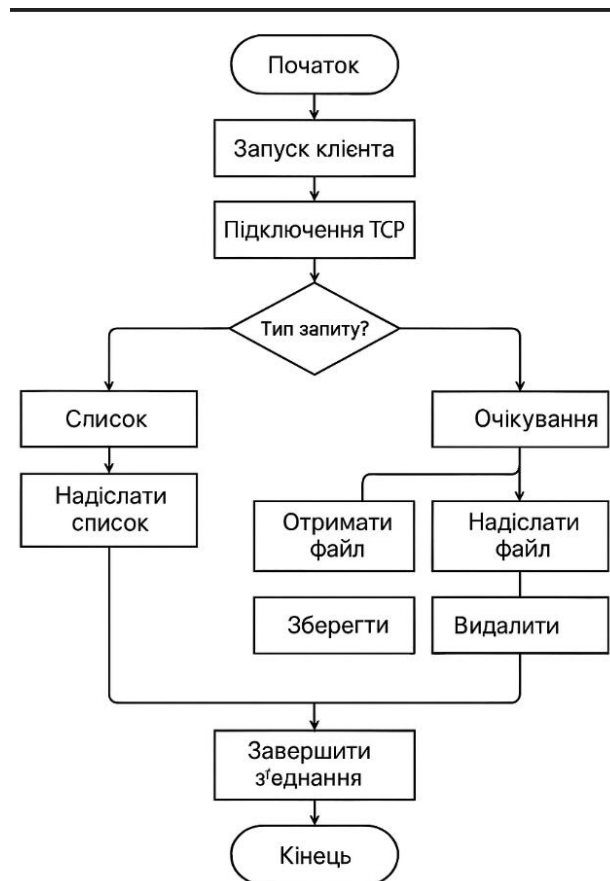 Початок
Запуск клієнта
Підключення TCP
Тип запиту?
Список
Очікування
Надіслати
список
Отримати
файл
Надіслати
файл
Зберегти
Видалити
Завершити
з'єднання
Кінець